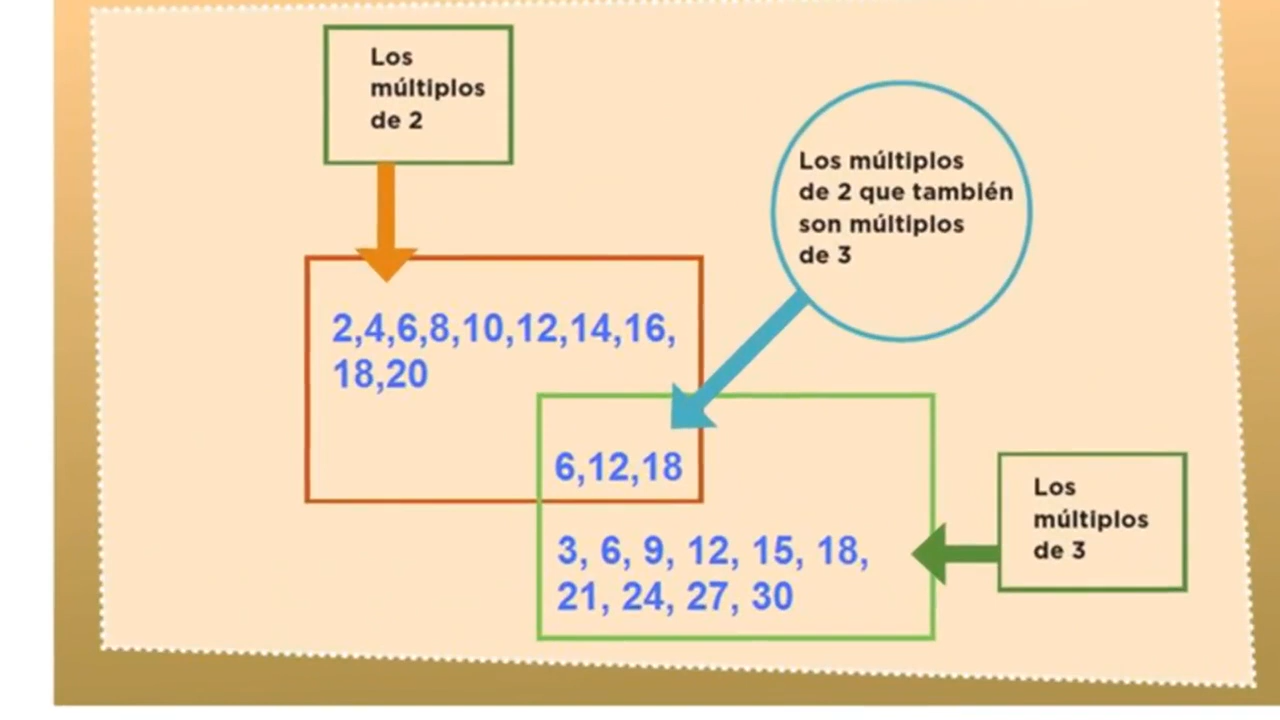 Los
múltiplos
de 2
Los múltiplos
de 2 que también
son múltiplos
de 3
2,4,6,8,10,12,14,16,
18,20
6,12,18
3, 6, 9, 12, 15, 18,
21, 24, 27, 30
Los
múltiplos
de 3